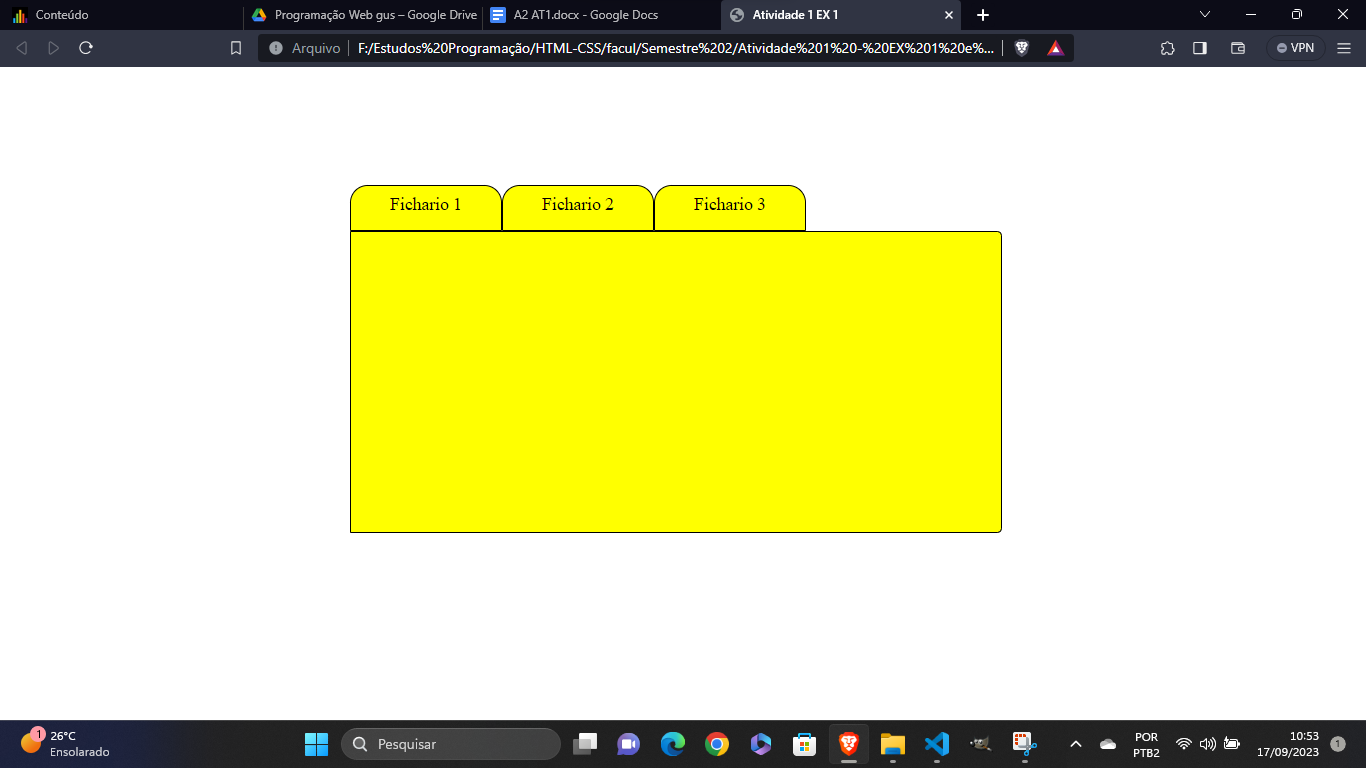 Conteúdo
Programação Web gus – Google Drive
A2 AT1.docx - Google Docs
Atividade 1 EX 1
Arquivo
F:/Estudos%20Programação/HTML-CSS/facul/Semestre%202/Atividade%201%20-%20EX%201%20e%...
VPN
Fichario 1
Fichario 2
Fichario 3
1
26°C
Ensolarado
Pesquisar
POR
PTB2
10:53
17/09/2023
1